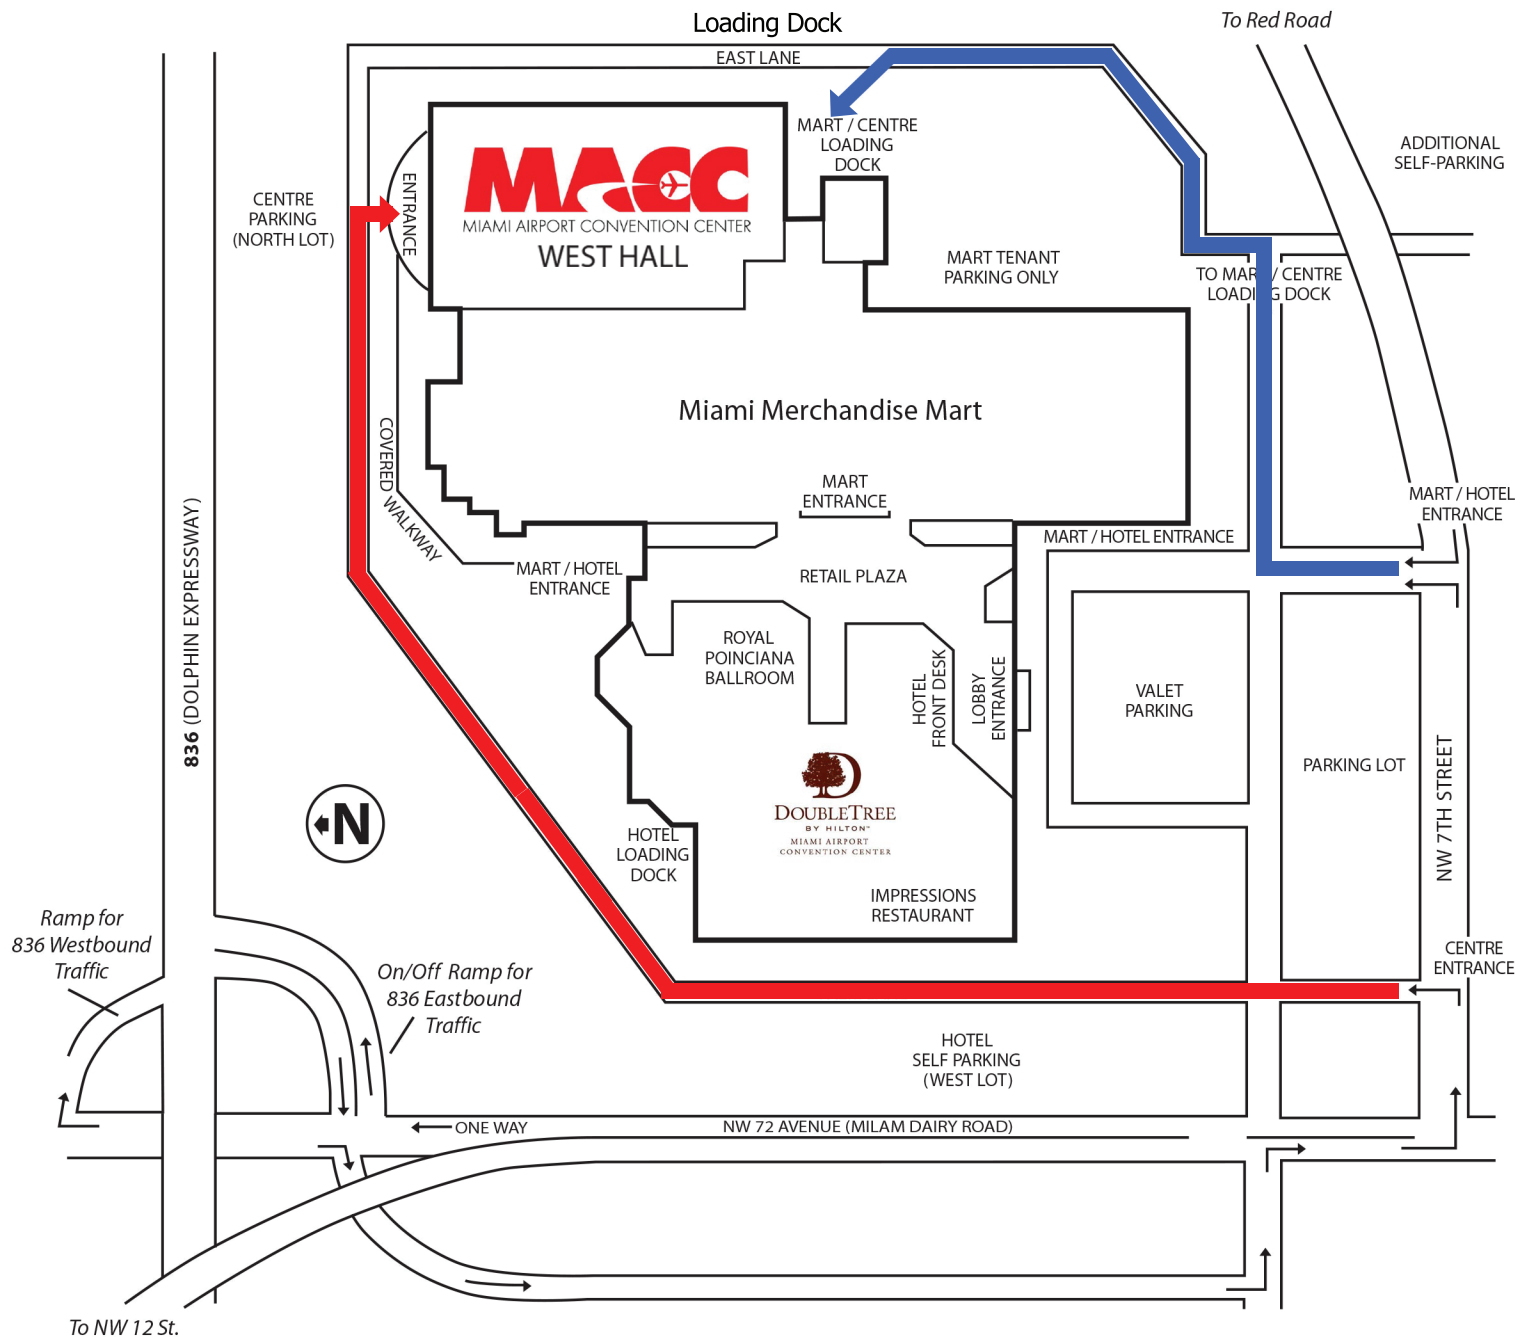 Loading Dock
To Red Road
EAST LANE
MART / CENTRE
LOADING
DOCK
ADDITIONAL
SELF-PARKING
MACC
MIAMI AIRPORT CONVENTION CENTER
WEST HALL
ENTRANCE
CENTRE
PARKING
(NORTH LOT)
MART TENANT
PARKING ONLY
TO MART / CENTRE
LOADING DOCK
Miami Merchandise Mart
COVERED WALKWAY
MART
ENTRANCE
MART / HOTEL
ENTRANCE
MART / HOTEL ENTRANCE
MART / HOTEL
ENTRANCE
RETAIL PLAZA
836 (DOLPHIN EXPRESSWAY)
ROYAL
POINCIANA
BALLROOM
HOTEL
FRONT DESK
LOBBY
ENTRANCE
VALET
PARKING
PARKING LOT
NW 7TH STREET
N
DOUBLETREE
BY HILTON™
MIAMI AIRPORT
CONVENTION CENTER
HOTEL
LOADING
DOCK
IMPRESSIONS
RESTAURANT
Ramp for
836 Westbound
Traffic
On/Off Ramp for
836 Eastbound
Traffic
CENTRE
ENTRANCE
HOTEL
SELF PARKING
(WEST LOT)
ONE WAY
NW 72 AVENUE (MILAM DAIRY ROAD)
To NW 12 St.